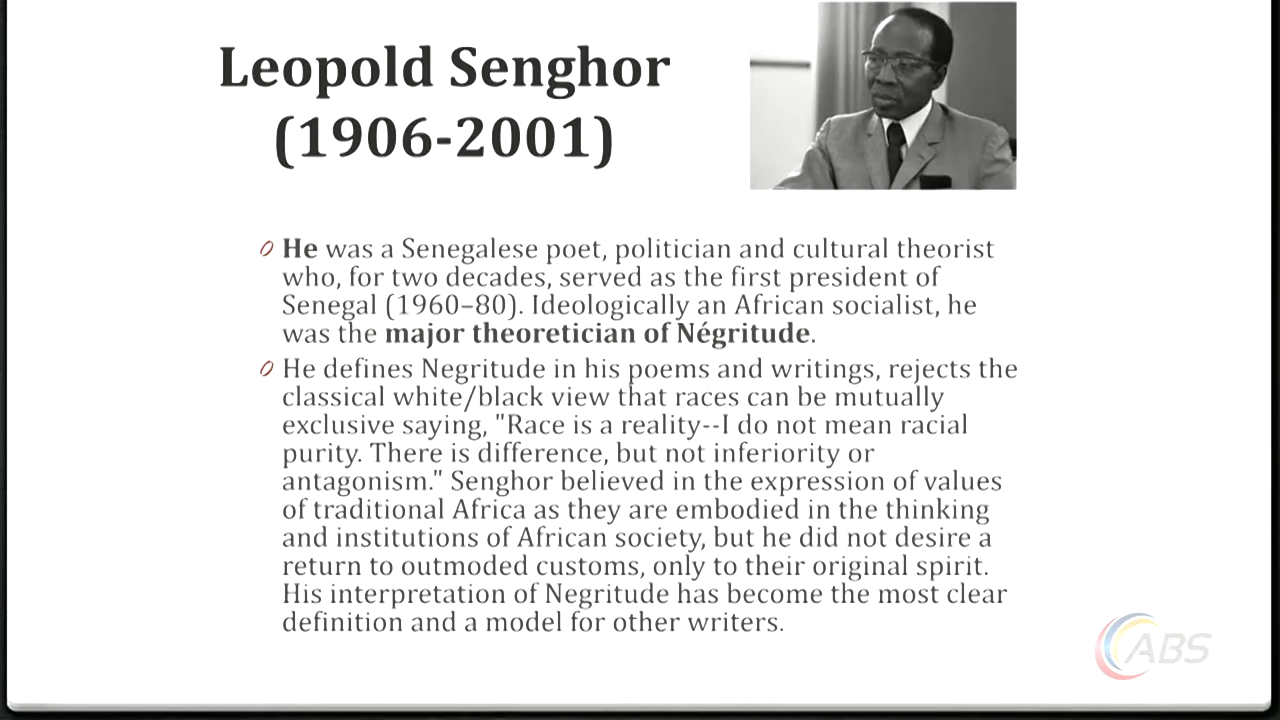 Leopold Senghor
(1906-2001)
He was a Senegalese poet, politician and cultural theorist
who, for two decades, served as the first president of
Senegal (1960–80). Ideologically an African socialist, he
was the major theoretician of Négritude.
He defines Negritude in his poems and writings, rejects the
classical white/black view that races can be mutually
exclusive saying, "Race is a reality--I do not mean racial
purity. There is difference, but not inferiority or
antagonism." Senghor believed in the expression of values
of traditional Africa as they are embodied in the thinking
and institutions of African society, but he did not desire a
return to outmoded customs, only to their original spirit.
His interpretation of Negritude has become the most clear
definition and a model for other writers.
ABS